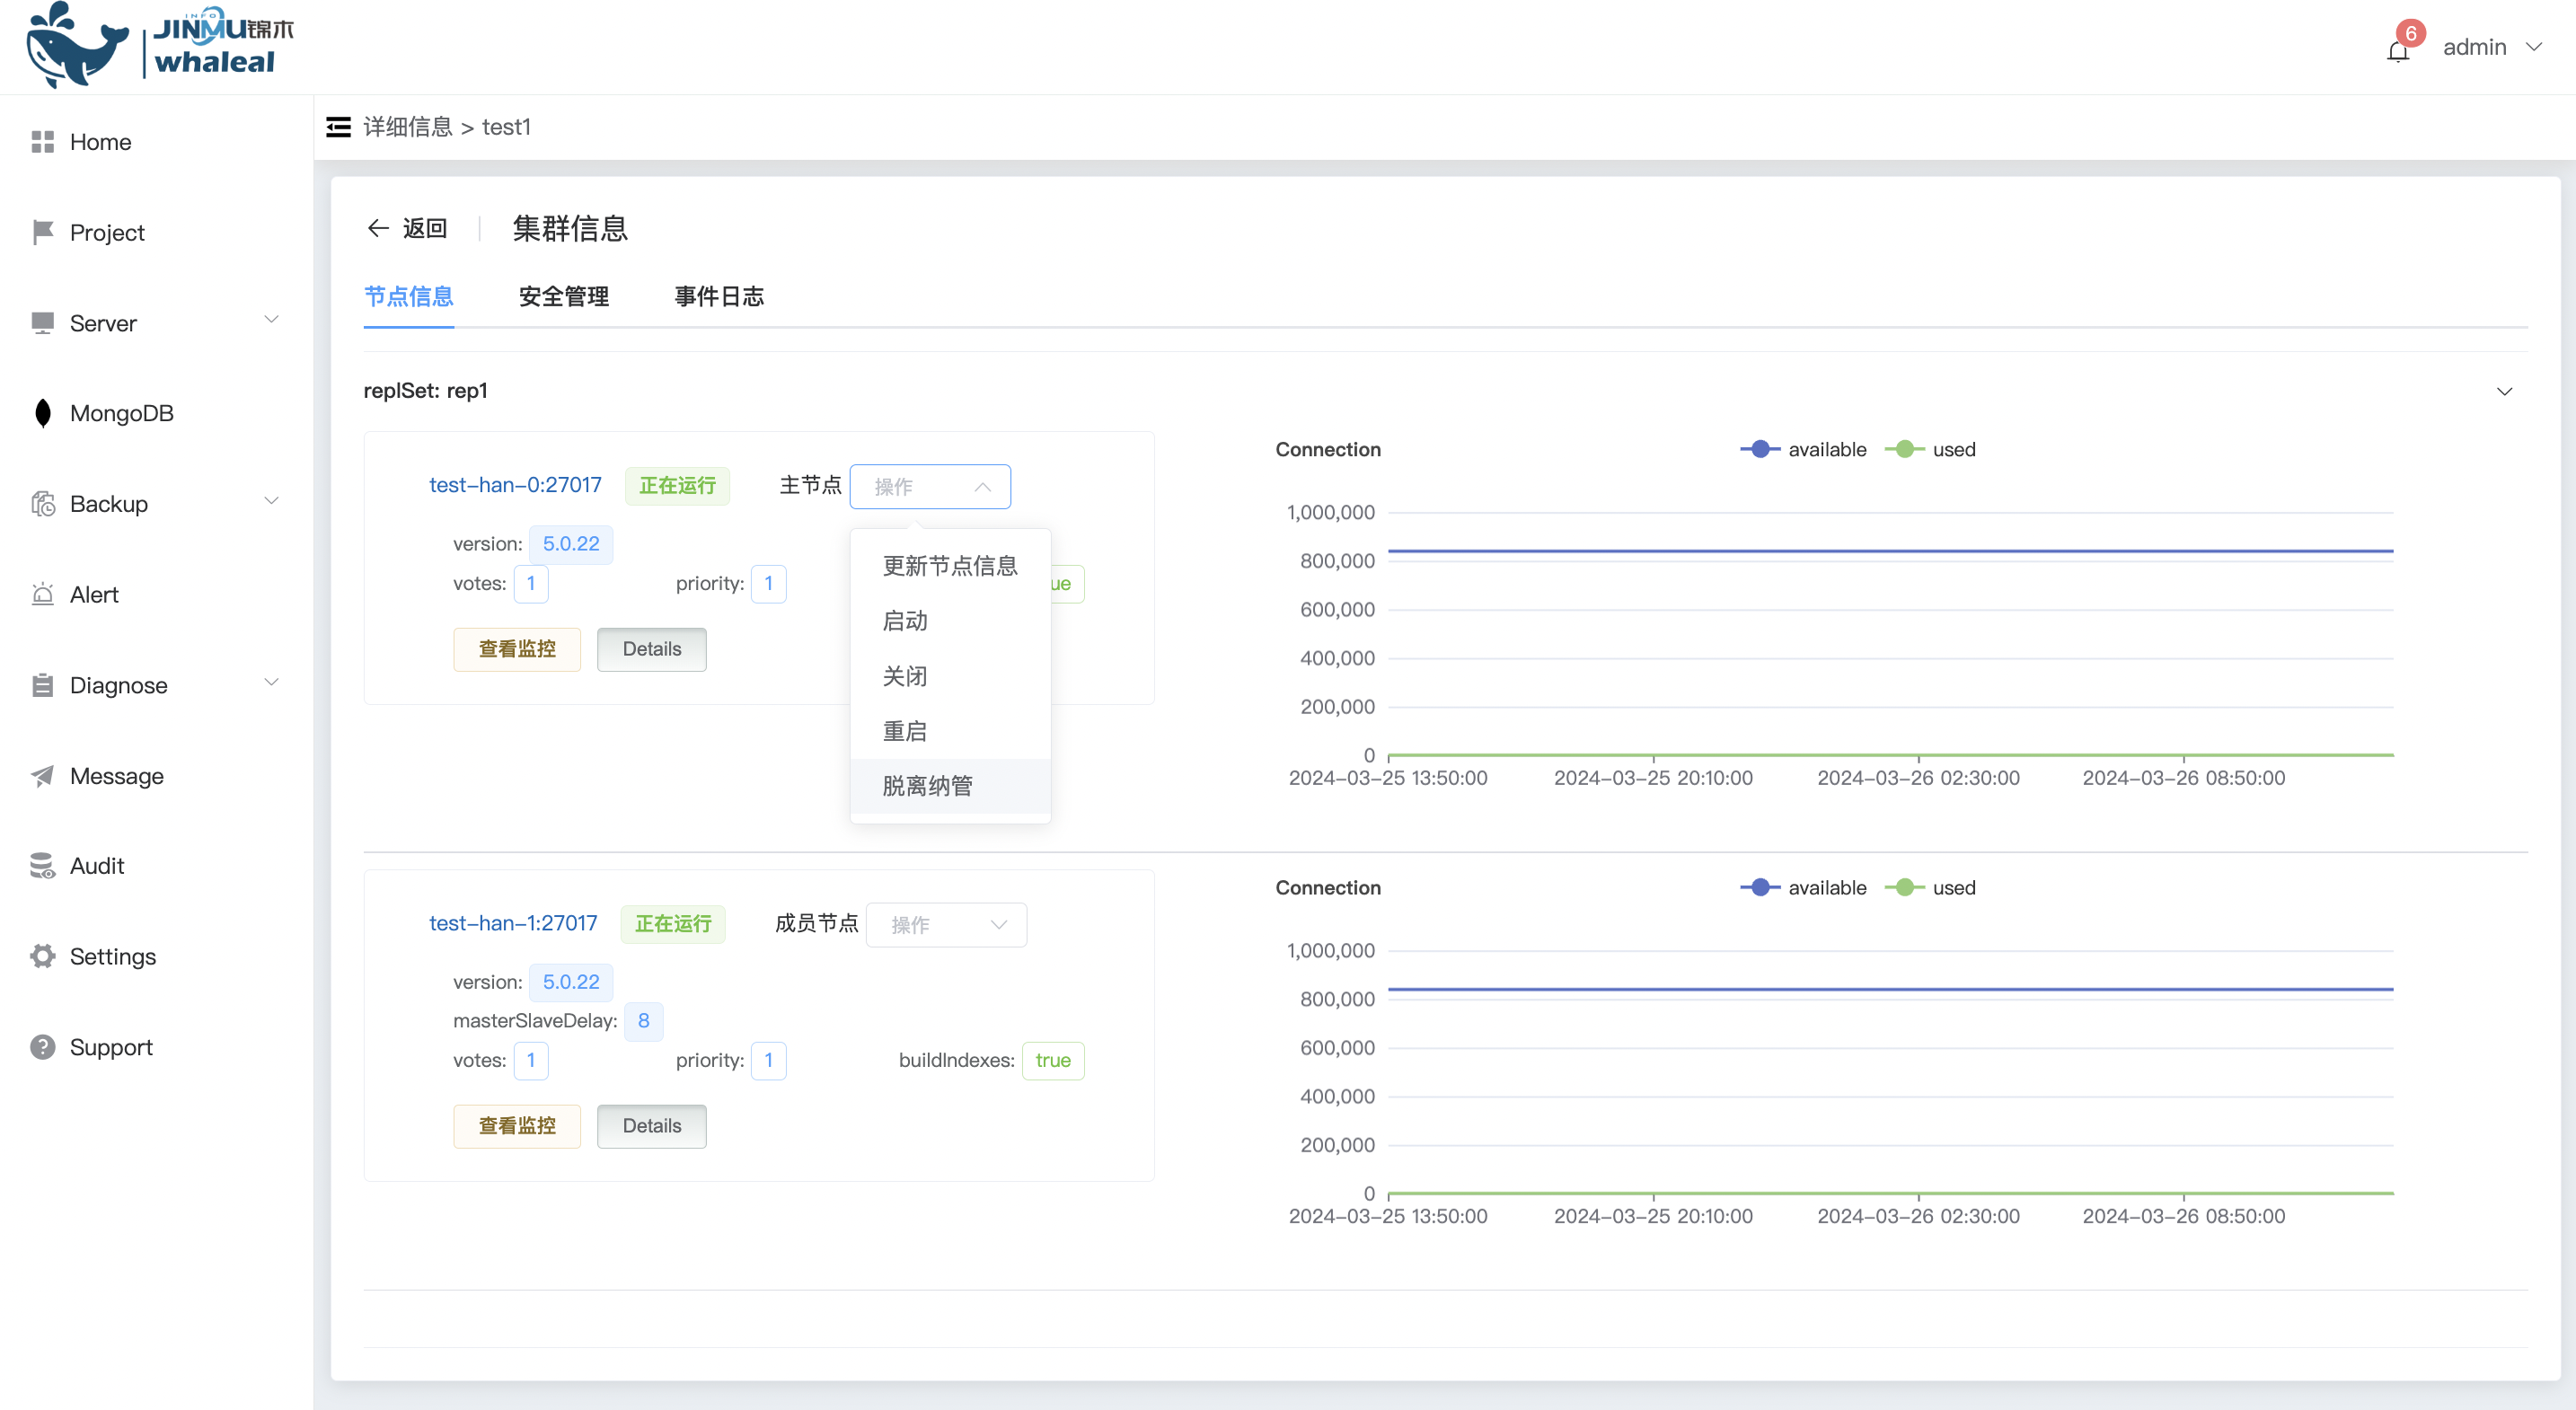 INFO
JINMU锦木
whaleal
6
admin
Home
Project
Server
MongoDB
Backup
Alert
Diagnose
Message
Audit
Settings
Support
详细信息 > test1
返回
集群信息
节点信息 安全管理 事件日志
replSet: rep1
test-han-0:27017 正在运行 主节点 操作
version: 5.0.22
votes: 1 priority: 1 ue
查看监控 Details
更新节点信息
启动
关闭
重启
脱离纳管
Connection available used
1,000,000
800,000
600,000
400,000
200,000
0
2024-03-25 13:50:00 2024-03-25 20:10:00 2024-03-26 02:30:00 2024-03-26 08:50:00
test-han-1:27017 正在运行 成员节点 操作
version: 5.0.22
masterSlaveDelay: 8
votes: 1 priority: 1 buildIndexes: true
查看监控 Details
Connection available used
1,000,000
800,000
600,000
400,000
200,000
0
2024-03-25 13:50:00 2024-03-25 20:10:00 2024-03-26 02:30:00 2024-03-26 08:50:00